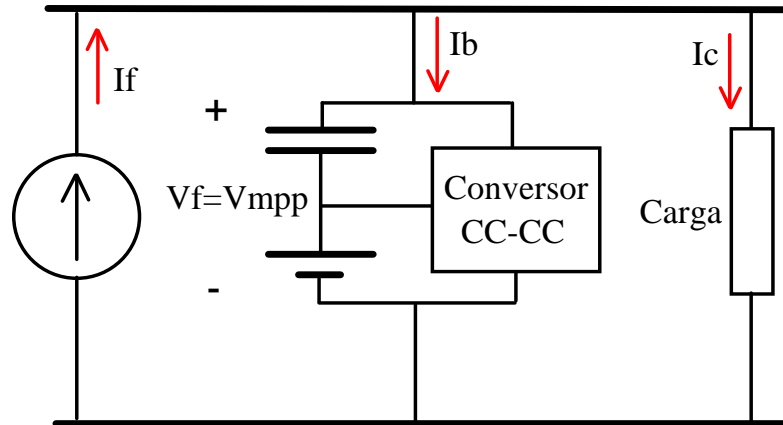 If
+
Vf=Vmpp
-
Ib
Conversor
CC-CC
Ic
Carga